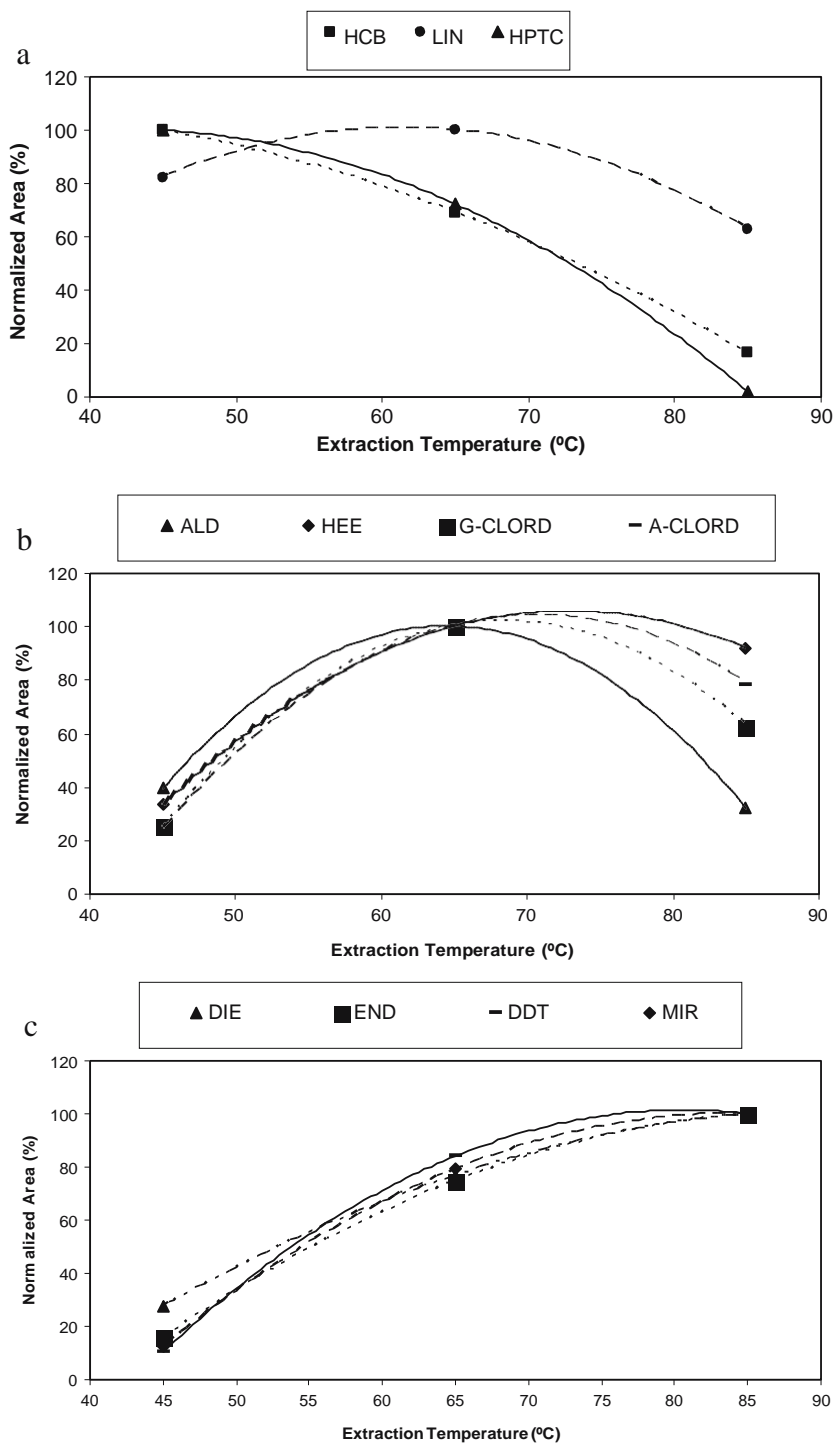 a
HCB LIN HPTC
120
100
80
60
40
20
0
Normalized Area (%)
40 50 60 70 80 90
Extraction Temperature (ºC)
b
ALD HEE G-CLORD A-CLORD
120
100
80
60
40
20
0
Normalized Area (%)
40 50 60 70 80 90
Extraction Temperature (ºC)
c
DIE END DDT MIR
120
100
80
60
40
20
0
Normalized Area (%)
40 45 50 55 60 65 70 75 80 85 90
Extraction Temperature (ºC)